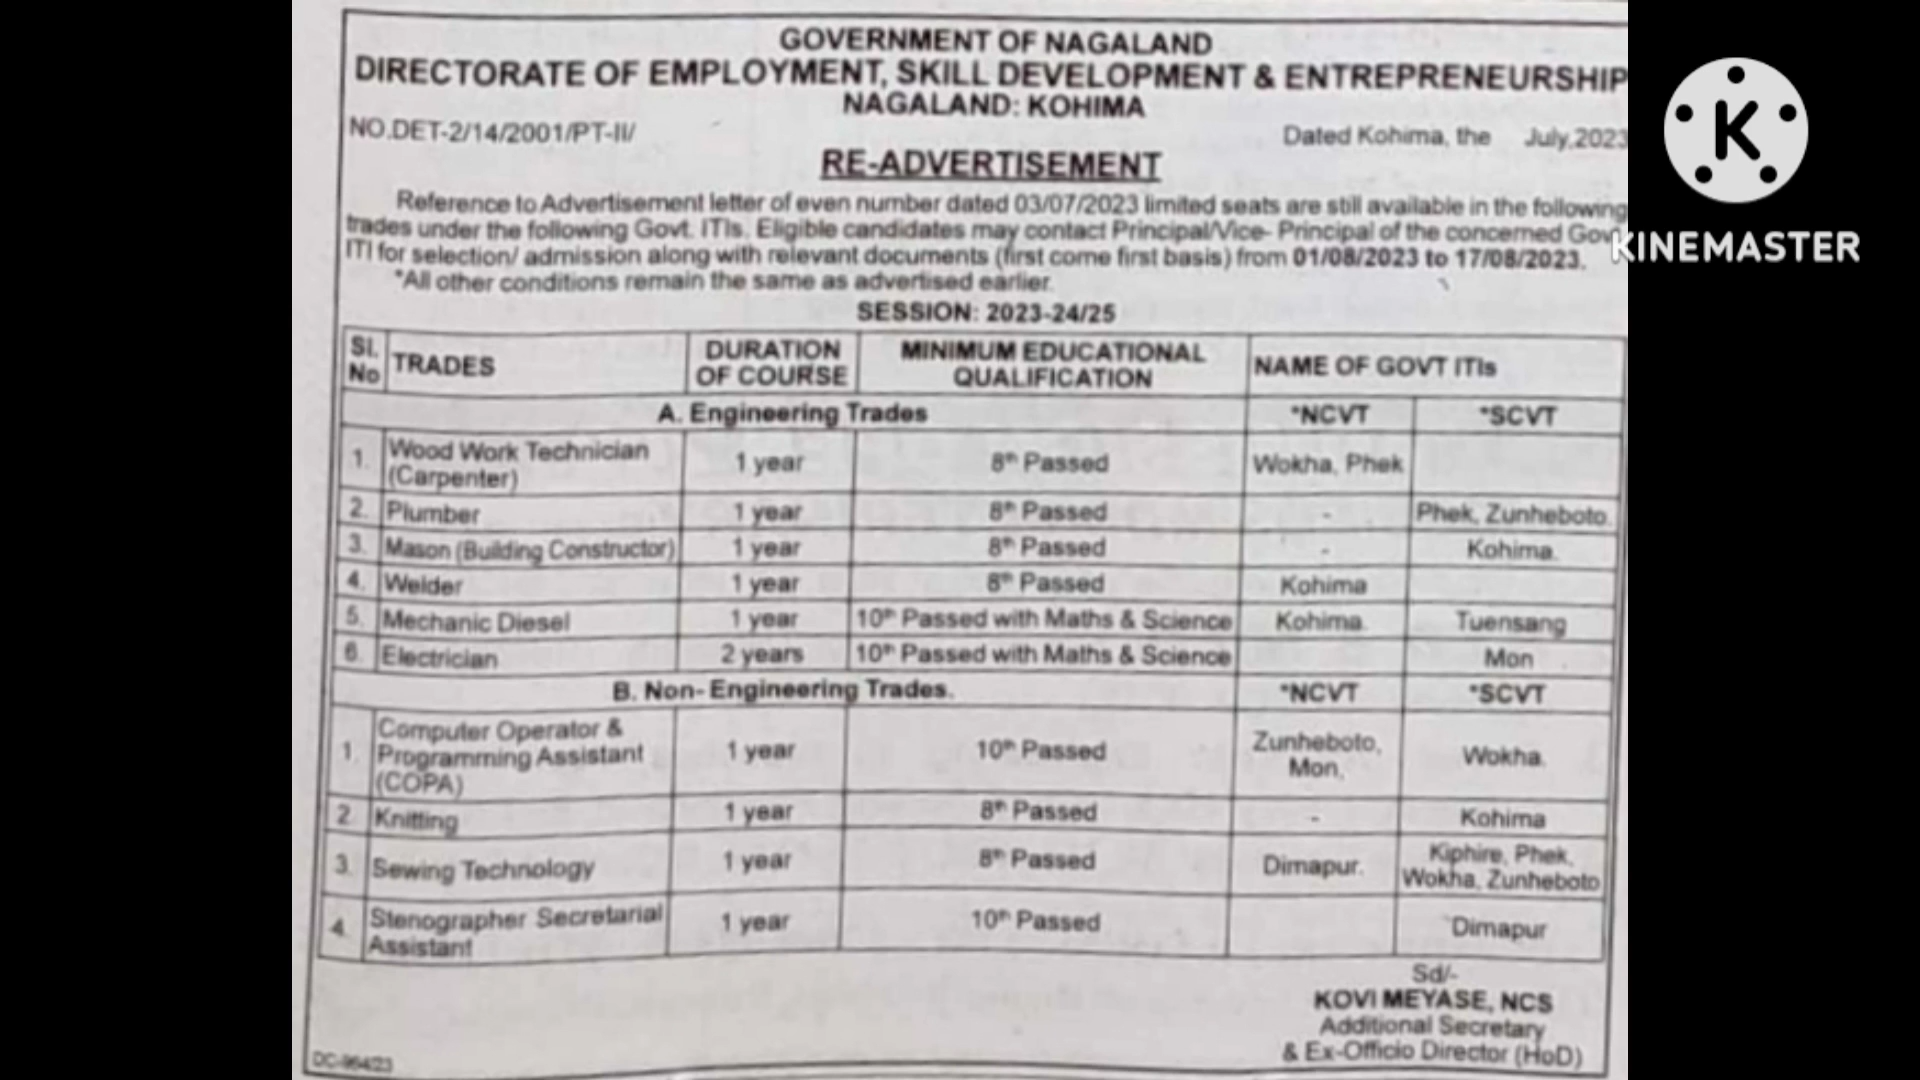 GOVERNMENT OF NAGALAND
DIRECTORATE OF EMPLOYMENT, SKILL DEVELOPMENT & ENTREPRENEURSHIP
NAGALAND: KOHIMA
NO.DET-2/14/2001/PT-II/ Dated Kohima, the July,2023
RE-ADVERTISEMENT
Reference to Advertisement letter of even number dated 03/07/2023 limited seats are still available in the following
trades under the following Govt. ITIs. Eligible candidates may contact Principal/Vice- Principal of the concerned Gov
ITI for selection/ admission along with relevant documents (first come first basis) from 01/08/2023 to 17/08/2023.
*All other conditions remain the same as advertised earlier.
SESSION: 2023-24/25
Sl. No TRADES DURATION OF COURSE MINIMUM EDUCATIONAL QUALIFICATION NAME OF GOVT ITIs
A. Engineering Trades *NCVT *SCVT
1. Wood Work Technician (Carpenter) 1 year 8th Passed Wokha, Phek
2. Plumber 1 year 8th Passed - Phek, Zunheboto.
3. Mason (Building Constructor) 1 year 8th Passed - Kohima.
4. Welder 1 year 8th Passed Kohima
5. Mechanic Diesel 1 year 10th Passed with Maths & Science Kohima. Tuensang
6. Electrician 2 years 10th Passed with Maths & Science Mon
B. Non- Engineering Trades. *NCVT *SCVT
1. Computer Operator & Programming Assistant (COPA) 1 year 10th Passed Zunheboto, Mon, Wokha.
2. Knitting 1 year 8th Passed - Kohima
3. Sewing Technology 1 year 8th Passed Dimapur. Kiphire, Phek, Wokha, Zunheboto
4. Stenographer Secretarial Assistant 1 year 10th Passed Dimapur
Sd/-
KOVI MEYASE, NCS
Additional Secretary
& Ex-Officio Director (HoD)
DC-964/23
K
KINEMASTER